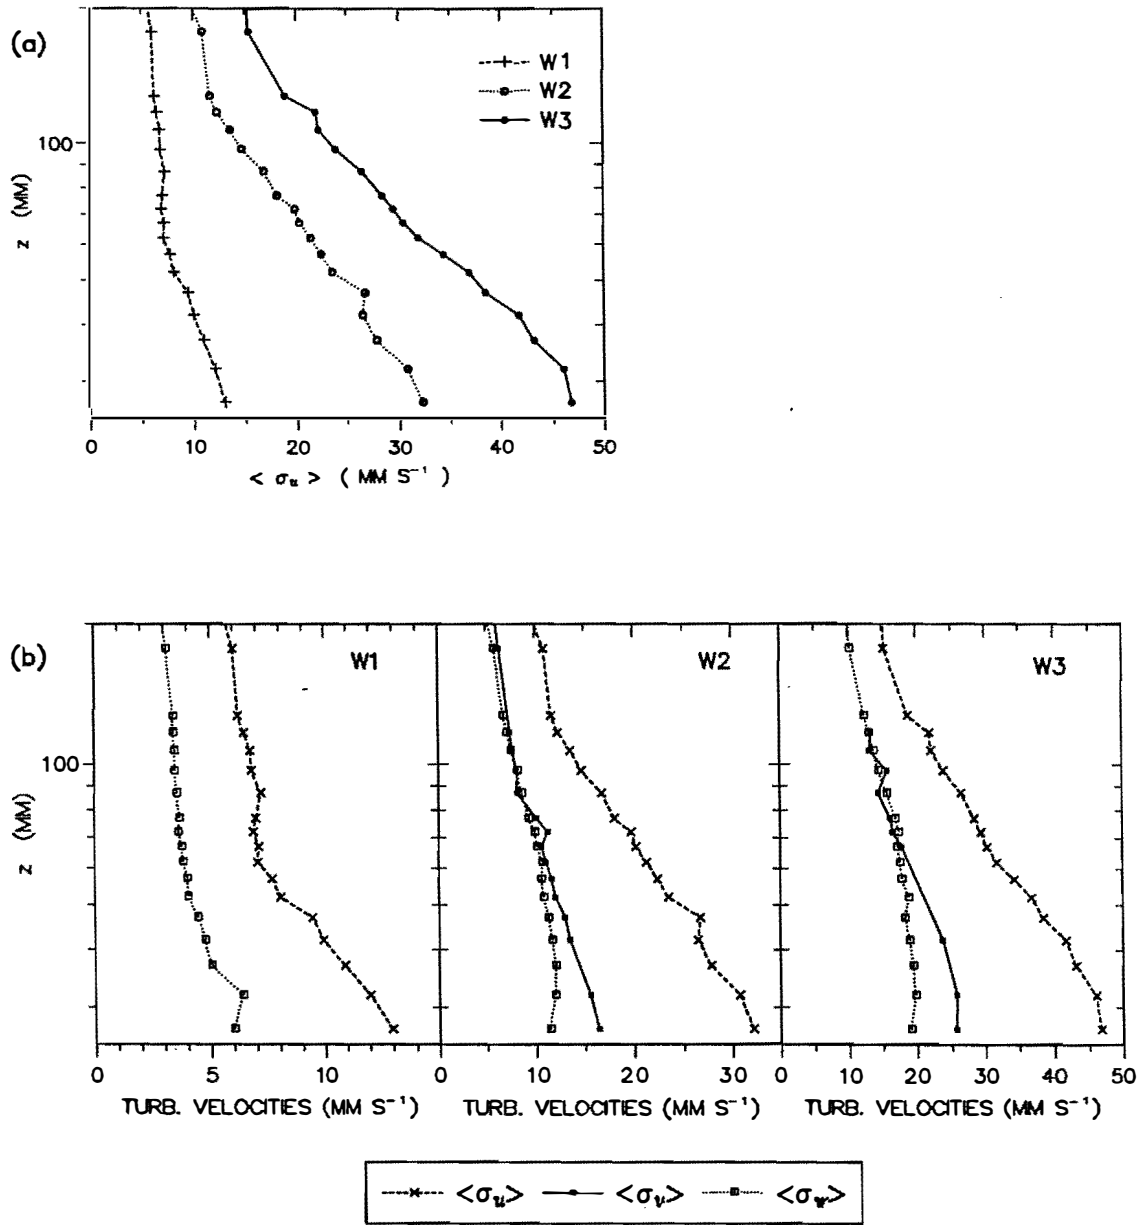 (a)
W1
W2
W3
100
z (MM)
0 10 20 30 40 50
< σᵤ > ( MM S⁻¹ )
(b)
W1 W2 W3
100
z (MM)
0 5 10 0 10 20 30 0 10 20 30 40 50
TURB. VELOCITIES (MM S⁻¹) TURB. VELOCITIES (MM S⁻¹) TURB. VELOCITIES (MM S⁻¹)
<σᵤ> <σᵥ> <σ_w>